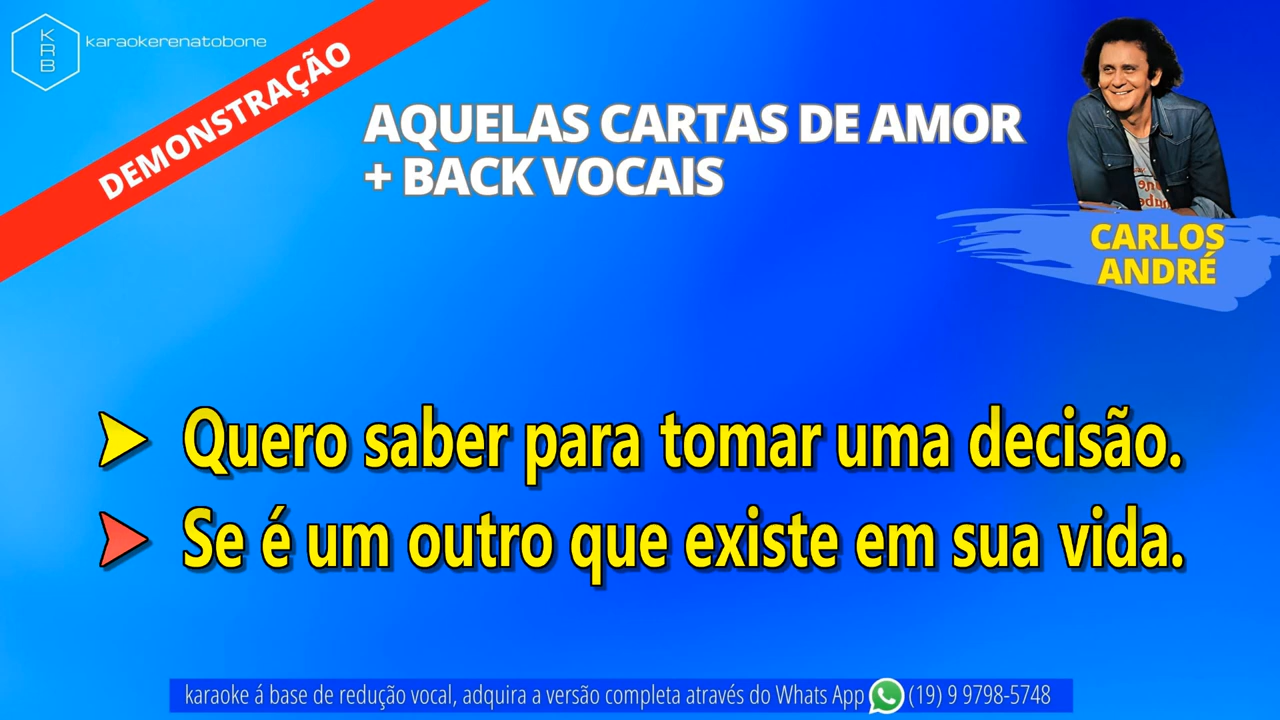 KRB
karaokerenatobone
DEMONSTRAÇÃO
AQUELAS CARTAS DE AMOR
+ BACK VOCAIS
CARLOS
ANDRÉ
Quero saber para tomar uma decisão.
Se é um outro que existe em sua vida.
karaoke á base de redução vocal, adquira a versão completa através do Whats App (19) 9 9798-5748